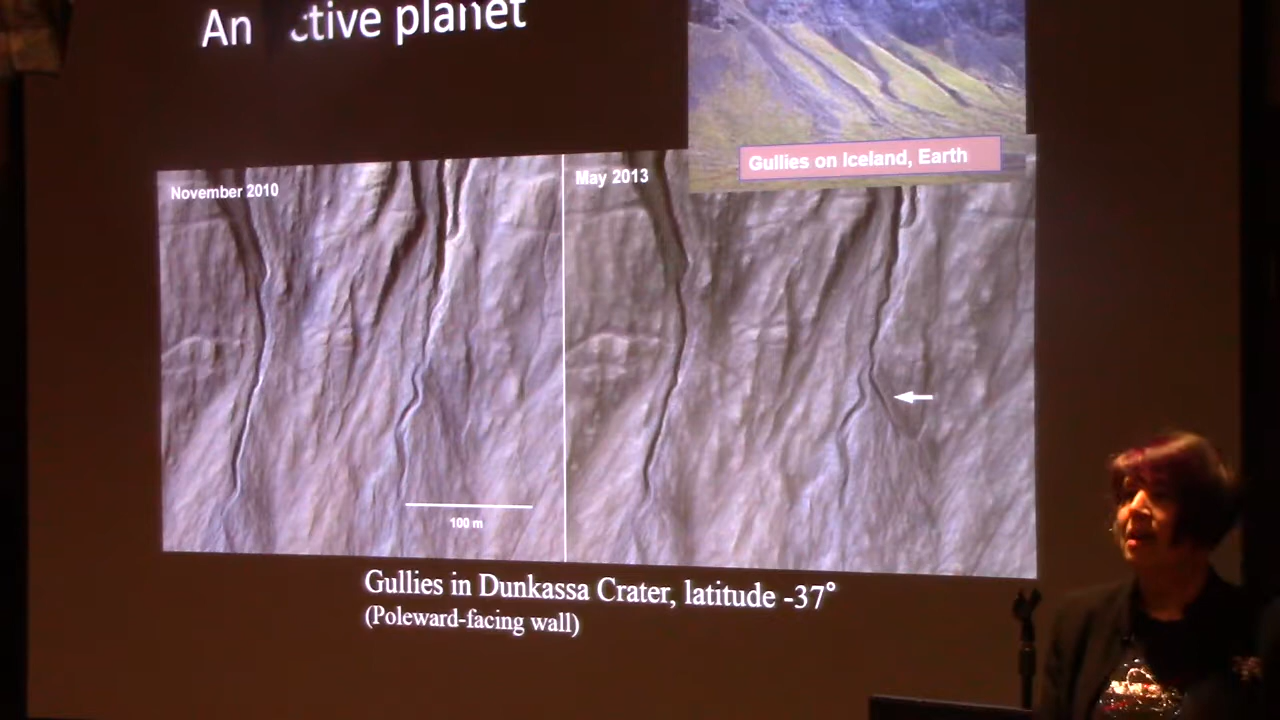 An ctive planet
Gullies on Iceland, Earth
November 2010
May 2013
100 m
Gullies in Dunkassa Crater, latitude -37°
(Poleward-facing wall)